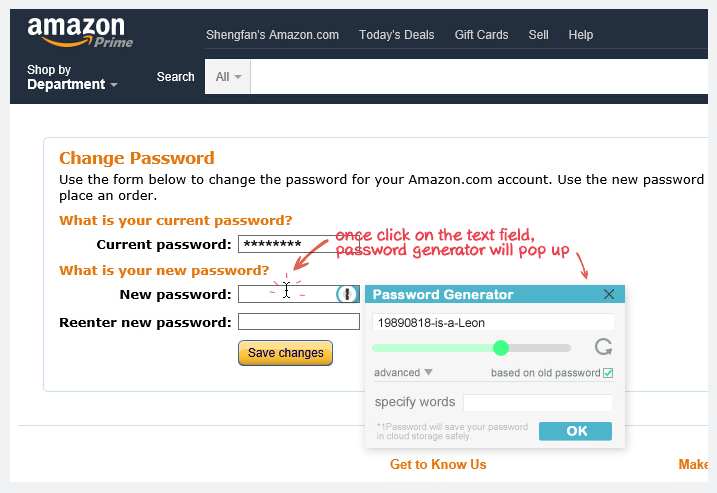 amazon
Prime
Shengfan's Amazon.com Today's Deals Gift Cards Sell Help
Shop by
Department
Search All
Change Password
Use the form below to change the password for your Amazon.com account. Use the new password
place an order.
What is your current password?
Current password: ********
once click on the text field,
password generator will pop up
What is your new password?
New password:
Reenter new password:
Save changes
Password Generator
19890818-is-a-Leon
advanced based on old password
specify words
*1Password will save your password
in cloud storage safely.
OK
Get to Know Us Make